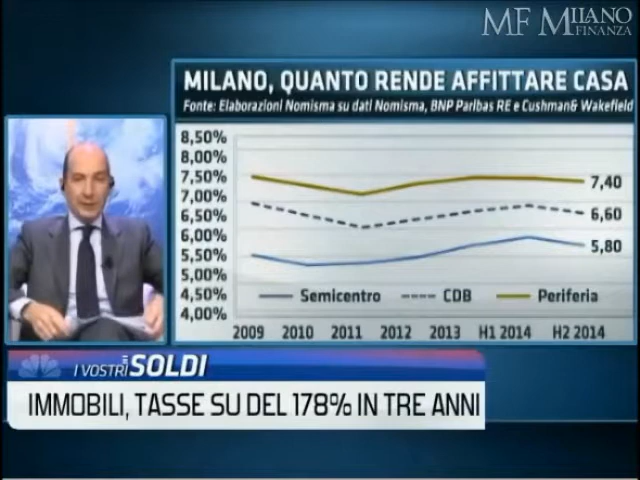 MF MILANO
FINANZA
MILANO, QUANTO RENDE AFFITTARE CASA
Fonte: Elaborazioni Nomisma su dati Nomisma, BNP Paribas RE e Cushman& Wakefield
8,50%
8,00%
7,50%
7,00%
6,50%
6,00%
5,50%
5,00%
4,50%
4,00%
7,40
6,60
5,80
Semicentro CDB Periferia
2009 2010 2011 2012 2013 H1 2014 H2 2014
I VOSTRI SOLDI
IMMOBILI, TASSE SU DEL 178% IN TRE ANNI